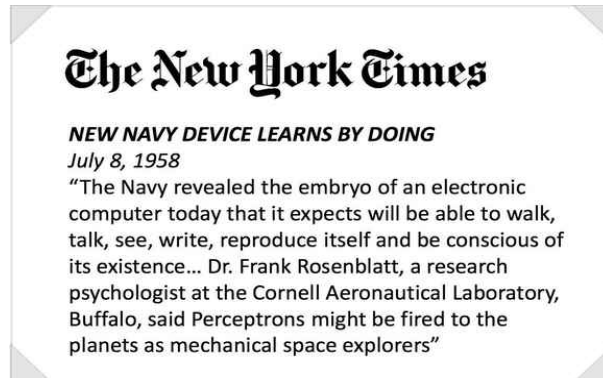 The New York Times
NEW NAVY DEVICE LEARNS BY DOING
July 8, 1958
“The Navy revealed the embryo of an electronic
computer today that it expects will be able to walk,
talk, see, write, reproduce itself and be conscious of
its existence... Dr. Frank Rosenblatt, a research
psychologist at the Cornell Aeronautical Laboratory,
Buffalo, said Perceptrons might be fired to the
planets as mechanical space explorers”